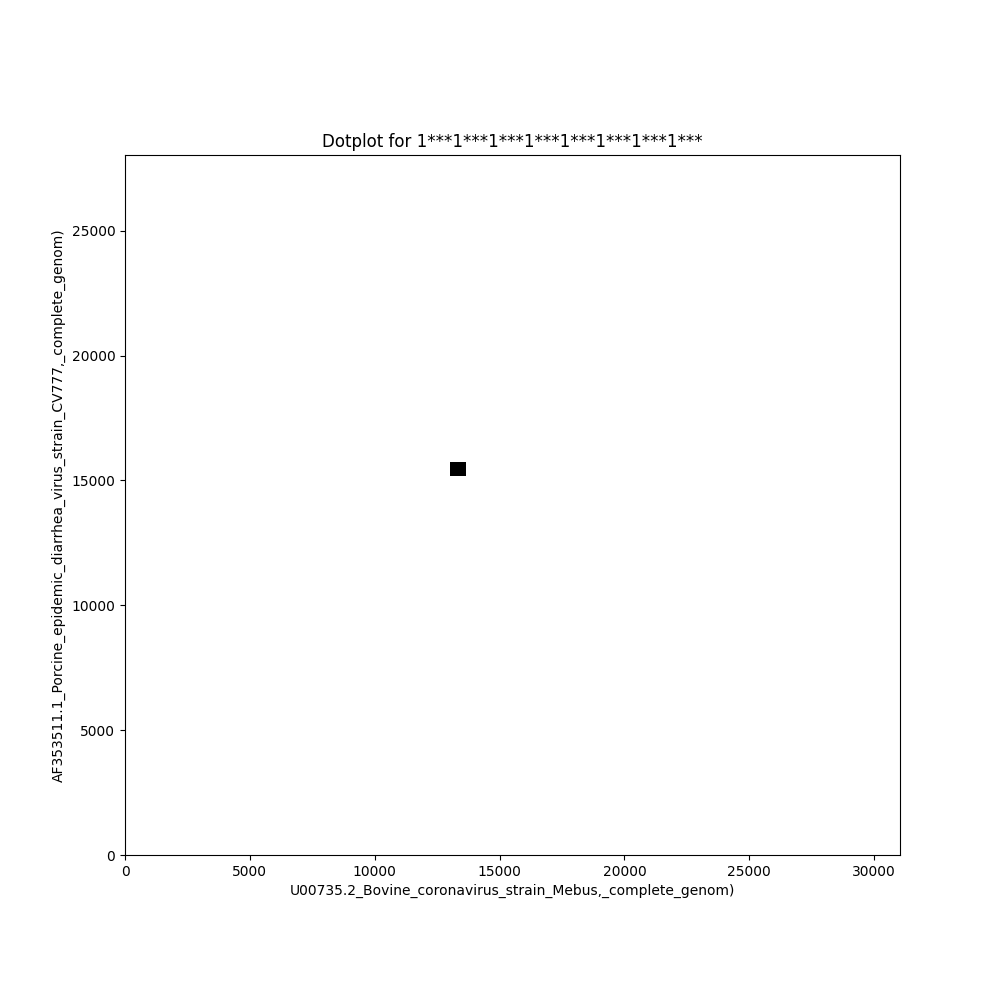 Dotplot for 1***1***1***1***1***1***1***1***
AF353511.1_Porcine_epidemic_diarrhea_virus_strain_CV777,_complete_genom)
25000
20000
15000
10000
5000
0
0 5000 10000 15000 20000 25000 30000
U00735.2_Bovine_coronavirus_strain_Mebus,_complete_genom)